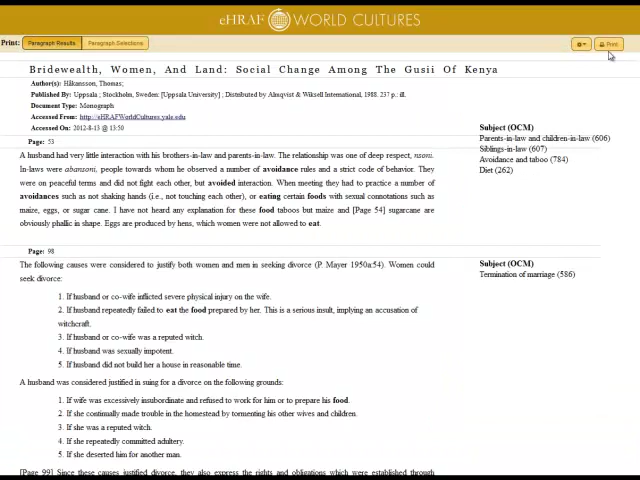 eHRAF WORLD CULTURES
Print: Paragraph Results Paragraph Selections Print
Bridewealth, Women, And Land: Social Change Among The Gusii Of Kenya
Author(s): Håkansson, Thomas;
Published By: Uppsala ; Stockholm, Sweden: [Uppsala University] ; Distributed by Almqvist & Wiksell International, 1988. 237 p.: ill.
Document Type: Monograph
Accessed From: http://eHRAFWorldCultures.yale.edu
Accessed On: 2012-8-13 @ 13:50
Page: 53
A husband had very little interaction with his brothers-in-law and parents-in-law. The relationship was one of deep respect, nsoni.
In-laws were abansoni, people towards whom he observed a number of avoidance rules and a strict code of behavior. They
were on peaceful terms and did not fight each other, but avoided interaction. When meeting they had to practice a number of
avoidances such as not shaking hands (i.e., not touching each other), or eating certain foods with sexual connotations such as
maize, eggs, or sugar cane. I have not heard any explanation for these food taboos but maize and [Page 54] sugarcane are
obviously phallic in shape. Eggs are produced by hens, which women were not allowed to eat.
Subject (OCM)
Parents-in-law and children-in-law (606)
Siblings-in-law (607)
Avoidance and taboo (784)
Diet (262)
Page: 98
The following causes were considered to justify both women and men in seeking divorce (P. Mayer 1950a:54). Women could
seek divorce:
1. If husband or co-wife inflicted severe physical injury on the wife.
2. If husband repeatedly failed to eat the food prepared by her. This is a serious insult, implying an accusation of
witchcraft.
3. If husband or co-wife was a reputed witch.
4. If husband was sexually impotent.
5. If husband did not build her a house in reasonable time.
A husband was considered justified in suing for a divorce on the following grounds:
1. If wife was excessively insubordinate and refused to work for him or to prepare his food.
2. If she continually made trouble in the homestead by tormenting his other wives and children.
3. If she was a reputed witch.
4. If she repeatedly committed adultery.
5. If she deserted him for another man.
[Page 99] Since these causes justified divorce, they also express the rights and obligations which were established through
Subject (OCM)
Termination of marriage (586)